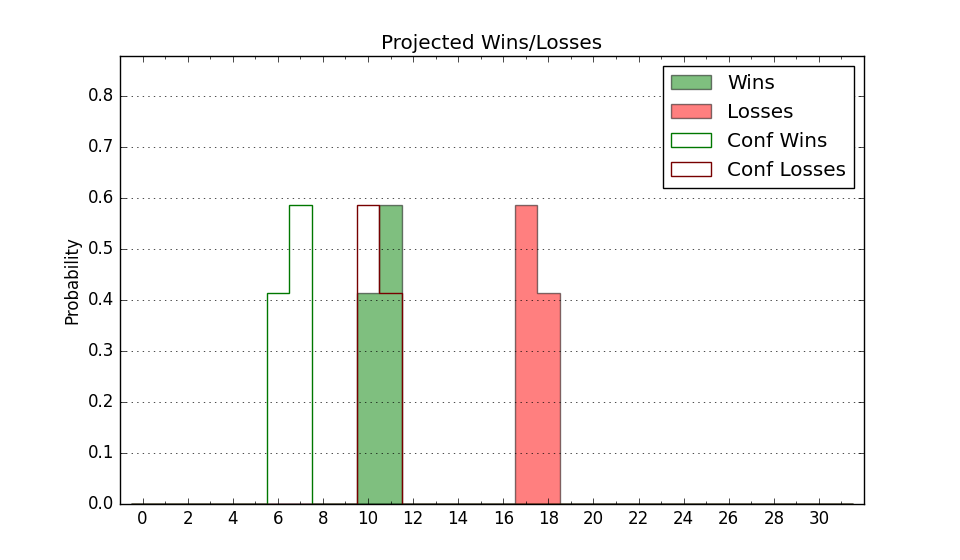 Projected Wins/Losses
Wins
Losses
Conf Wins
Conf Losses
Probability
0.8
0.7
0.6
0.5
0.4
0.3
0.2
0.1
0.0
0 2 4 6 8 10 12 14 16 18 20 22 24 26 28 30